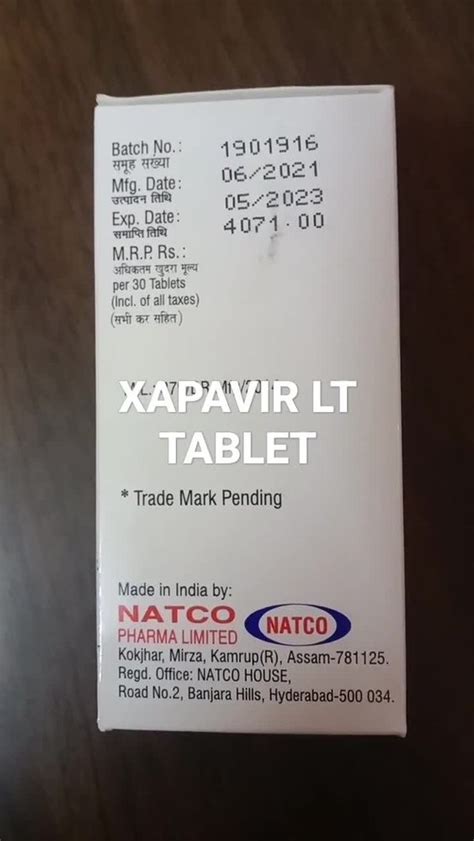 Batch No.: 1901916
समूह संख्या
Mfg. Date: 06/2021
उत्पादन तिथि
Exp. Date: 05/2023
समाप्ति तिथि
M.R.P. Rs.: 4071.00
अधिकतम खुदरा मूल्य
per 30 Tablets
(Incl. of all taxes)
(सभी कर सहित)
XAPAVIR LT
TABLET
* Trade Mark Pending
Made in India by:
NATCO
PHARMA LIMITED
NATCO
Kokjhar, Mirza, Kamrup(R), Assam-781125.
Regd. Office: NATCO HOUSE,
Road No.2, Banjara Hills, Hyderabad-500 034.